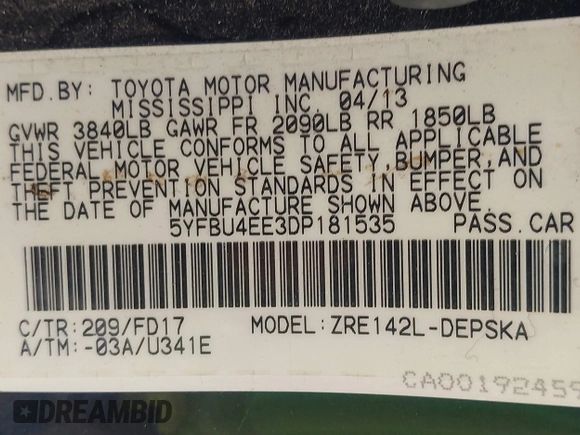 MFD.BY: TOYOTA MOTOR MANUFACTURING
MISSISSIPPI INC. 04/13
GVWR 3840LB GAWR FR 2090LB RR 1850LB
THIS VEHICLE CONFORMS TO ALL APPLICABLE
FEDERAL MOTOR VEHICLE SAFETY,BUMPER,AND
THEFT PREVENTION STANDARDS IN EFFECT ON
THE DATE OF MANUFACTURE SHOWN ABOVE.
5YFBU4EE3DP181535 PASS.CAR
C/TR:209/FD17 MODEL:ZRE142L-DEPSKA
A/TM:-03A/U341E
CA00192459
DREAMBID